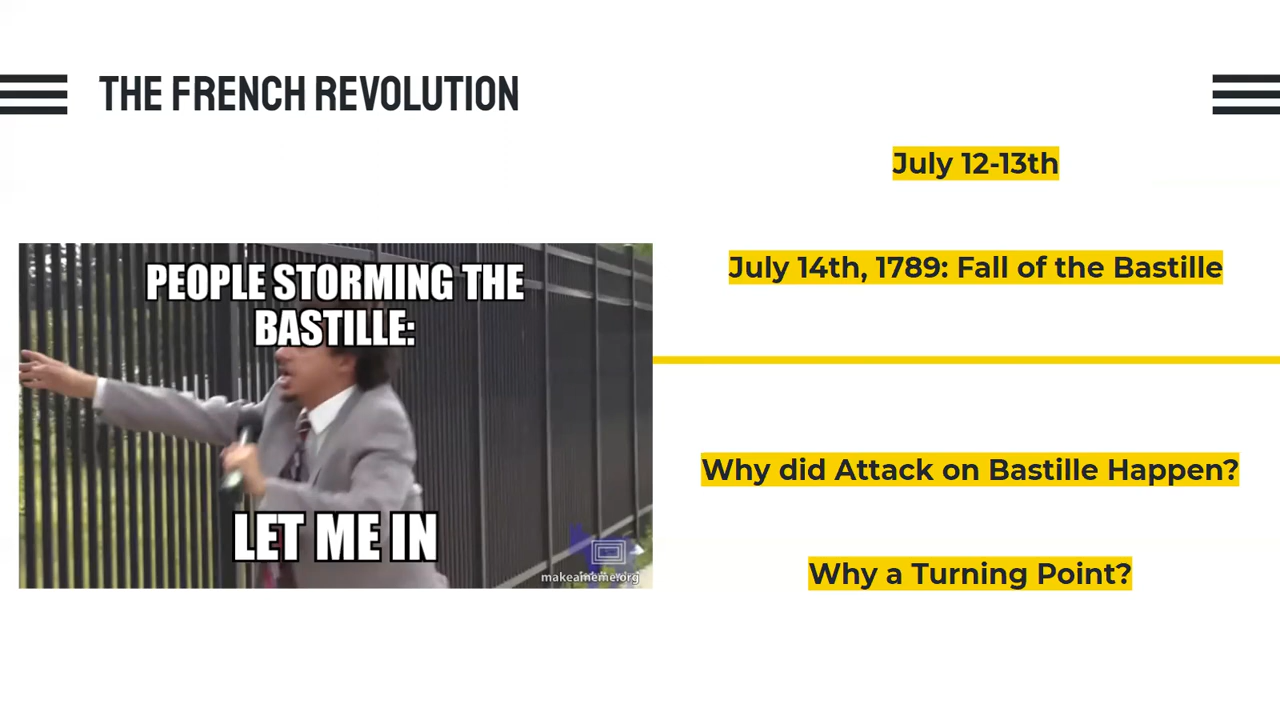 THE FRENCH REVOLUTION
July 12-13th
July 14th, 1789: Fall of the Bastille
PEOPLE STORMING THE
BASTILLE:
LET ME IN
makeameme.org
Why did Attack on Bastille Happen?
Why a Turning Point?